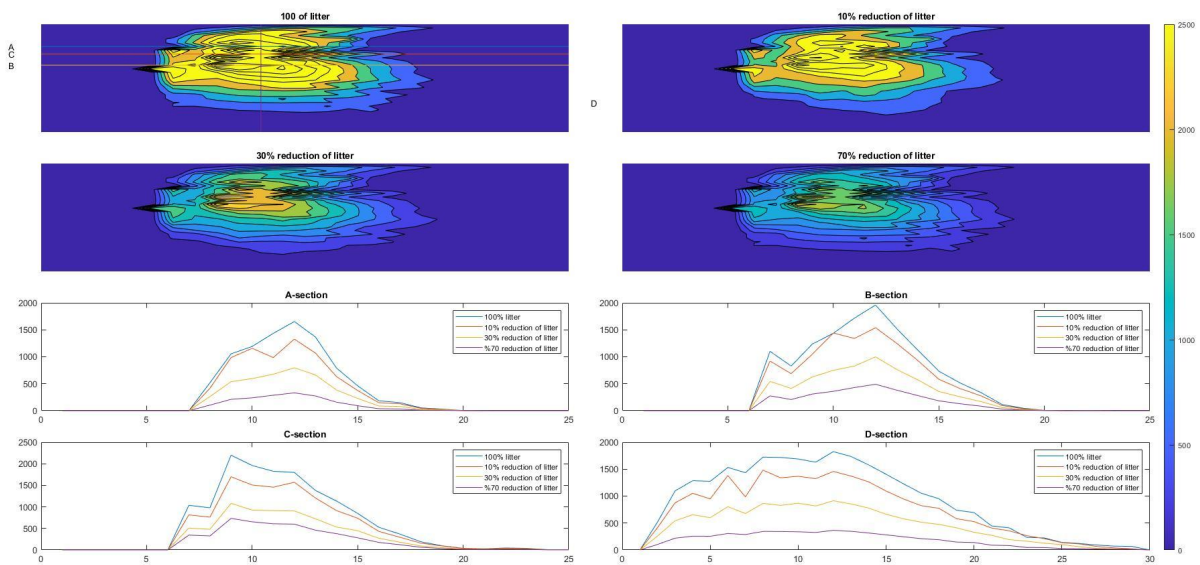 100 of litter
10% reduction of litter
A
C
B
D
2500
2000
1500
1000
500
0
30% reduction of litter
70% reduction of litter
A-section
2000
1500
1000
500
0
0 5 10 15 20 25
100% litter
10% reduction of litter
30% reduction of litter
%70 reduction of litter
B-section
2000
1500
1000
500
0
0 5 10 15 20 25
100% litter
10% reduction of litter
30% reduction of litter
%70 reduction of litter
C-section
2500
2000
1500
1000
500
0
0 5 10 15 20 25
100% litter
10% reduction of litter
30% reduction of litter
%70 reduction of litter
D-section
2000
1500
1000
500
0
0 5 10 15 20 25 30
100% litter
10% reduction of litter
30% reduction of litter
%70 reduction of litter